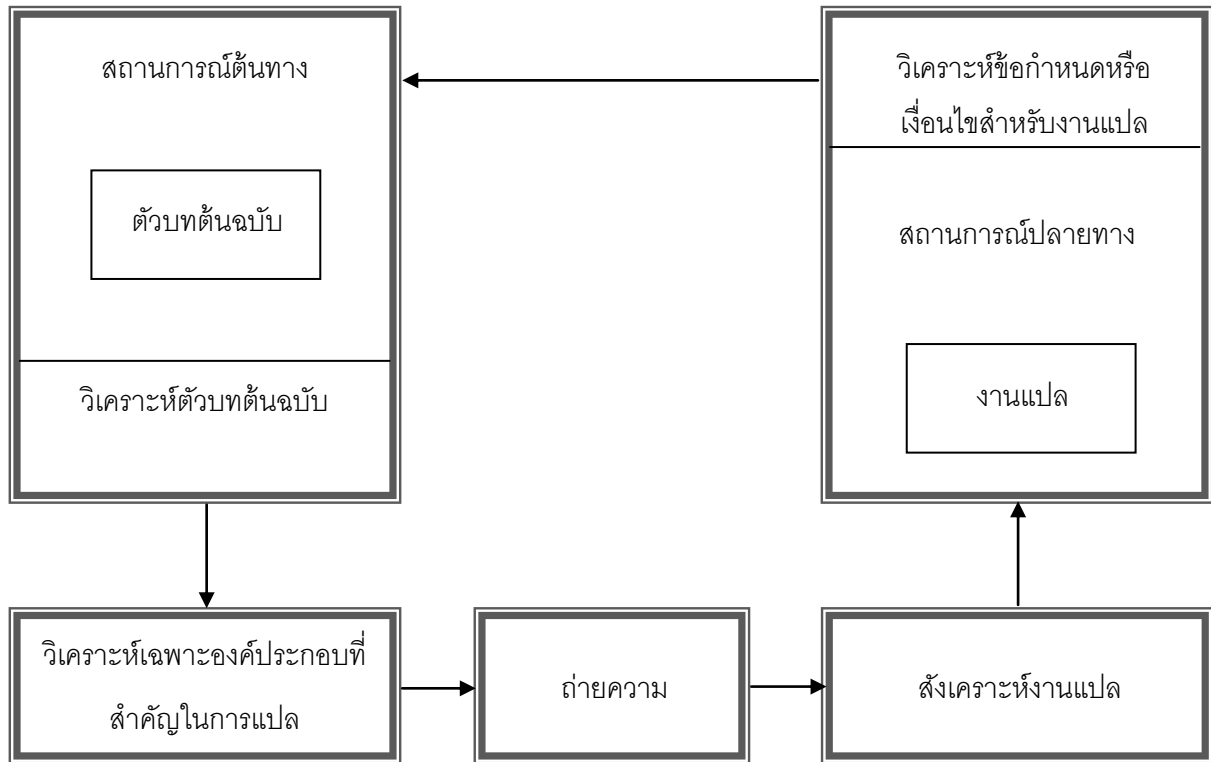 สถานการณ์ต้นทาง
ตัวบทต้นฉบับ
วิเคราะห์ตัวบทต้นฉบับ
วิเคราะห์ข้อกำหนดหรือ
เงื่อนไขสำหรับงานแปล
สถานการณ์ปลายทาง
งานแปล
วิเคราะห์เฉพาะองค์ประกอบที่
สำคัญในการแปล
ถ่ายความ
สังเคราะห์งานแปล